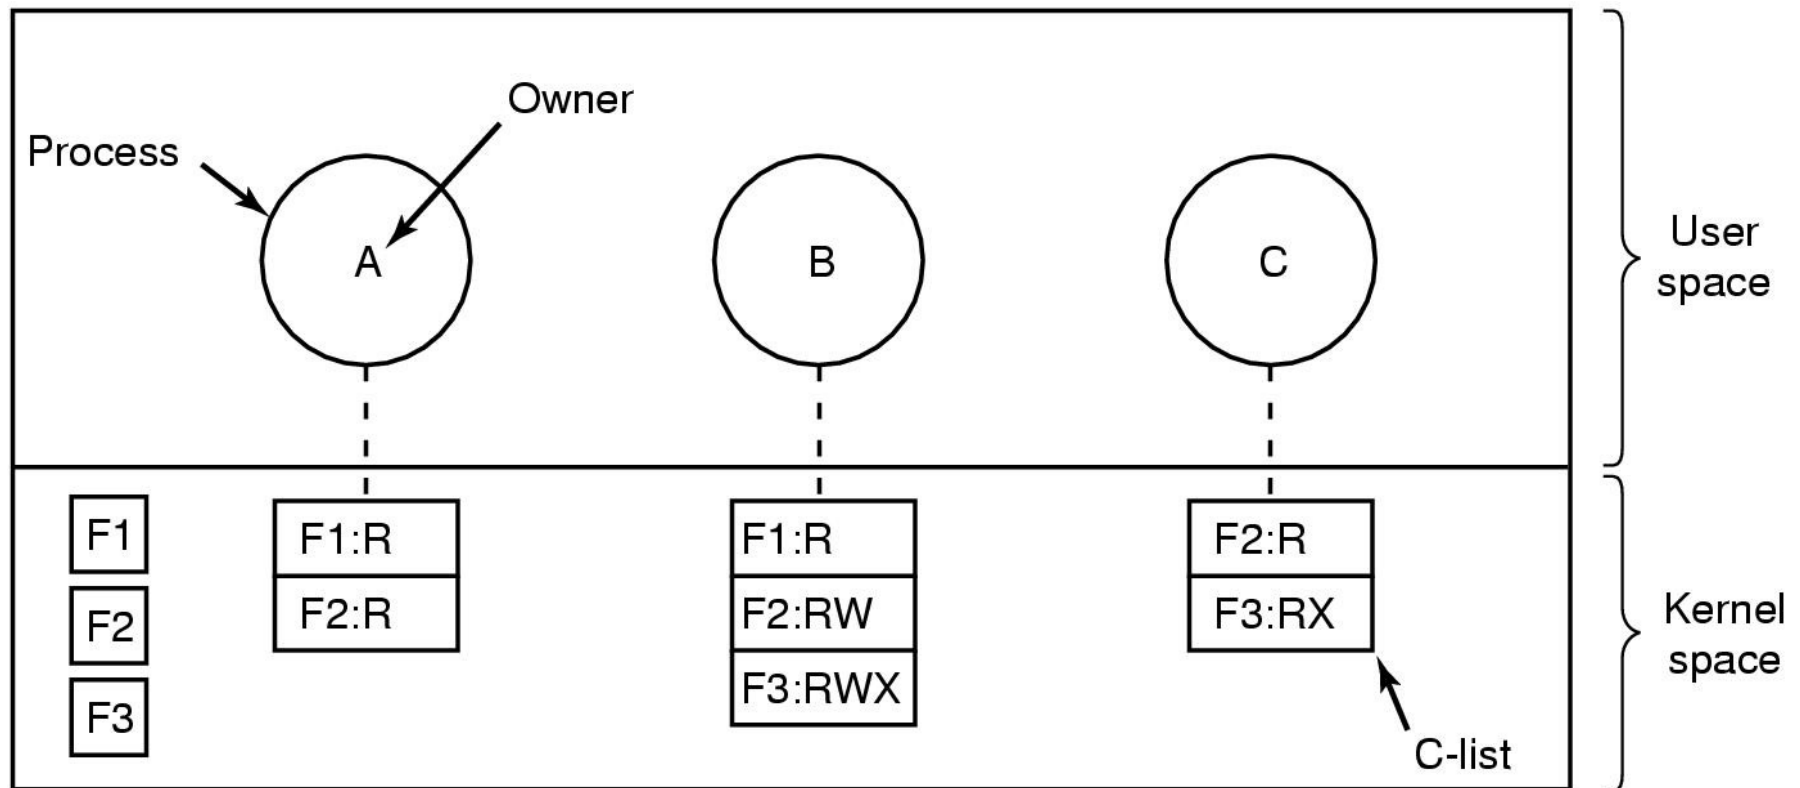 Owner
Process
A
B
C
User
space
F1
F2
F3
F1:R
F2:R
F1:R
F2:RW
F3:RWX
F2:R
F3:RX
C-list
Kernel
space